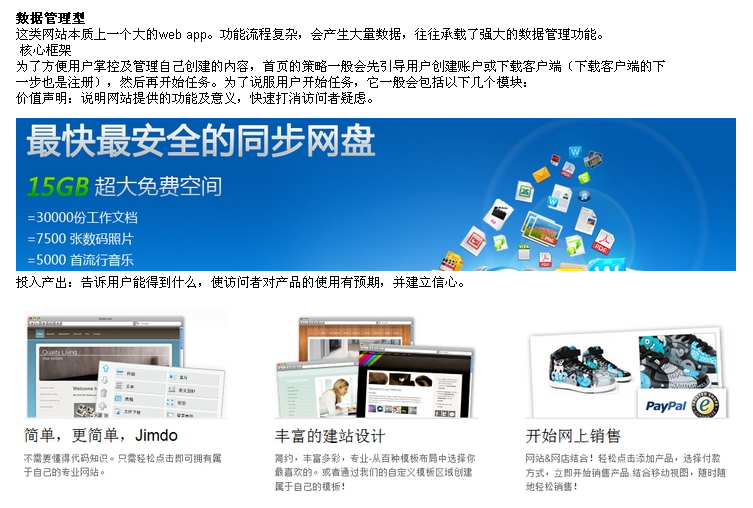 数据管理型
这类网站本质上一个大的web app。功能流程复杂，会产生大量数据，往往承载了强大的数据管理功能。
核心框架
为了方便用户掌控及管理自己创建的内容，首页的策略一般会先引导用户创建账户或下载客户端（下载客户端的下
一步也是注册），然后再开始任务。为了说服用户开始任务，它一般会包括以下几个模块：
价值声明：说明网站提供的功能及意义，快速打消访问者疑虑。
最快最安全的同步网盘
15GB 超大免费空间
=30000份工作文档
=7500 张数码照片
=5000 首流行音乐
投入产出：告诉用户能得到什么，使访问者对产品的使用有预期，并建立信心。
Quality Living
标题
图片
文本
表格
文件下载
PayPal
简单，更简单，Jimdo
不需要懂得代码知识。只需轻松点击即可拥有属
于自己的专业网站。
丰富的建站设计
简约，丰富多彩，专业-从百种模板布局中选择你
最喜欢的。或者通过我们的自定义模板区域创建
属于自己的模板！
开始网上销售
网站&网店结合！轻松点击添加产品，选择付款
方式，立即开始销售产品.结合移动视图，随时随
地轻松销售！